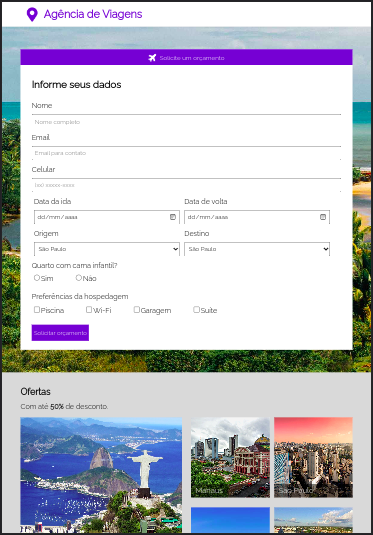 Agência de Viagens
Solicite um orçamento
Informe seus dados
Nome
Nome completo
Email
Email para contato
Celular
(xx) xxxxx-xxxx
Data da ida
Data de volta
dd/mm/aaaa
dd/mm/aaaa
Origem
Destino
São Paulo
São Paulo
Quarto com cama infantil?
Sim
Não
Preferências da hospedagem
Piscina
Wi-Fi
Garagem
Suíte
Solicitar orçamento
Ofertas
Com até 50% de desconto.
Manaus
São Paulo